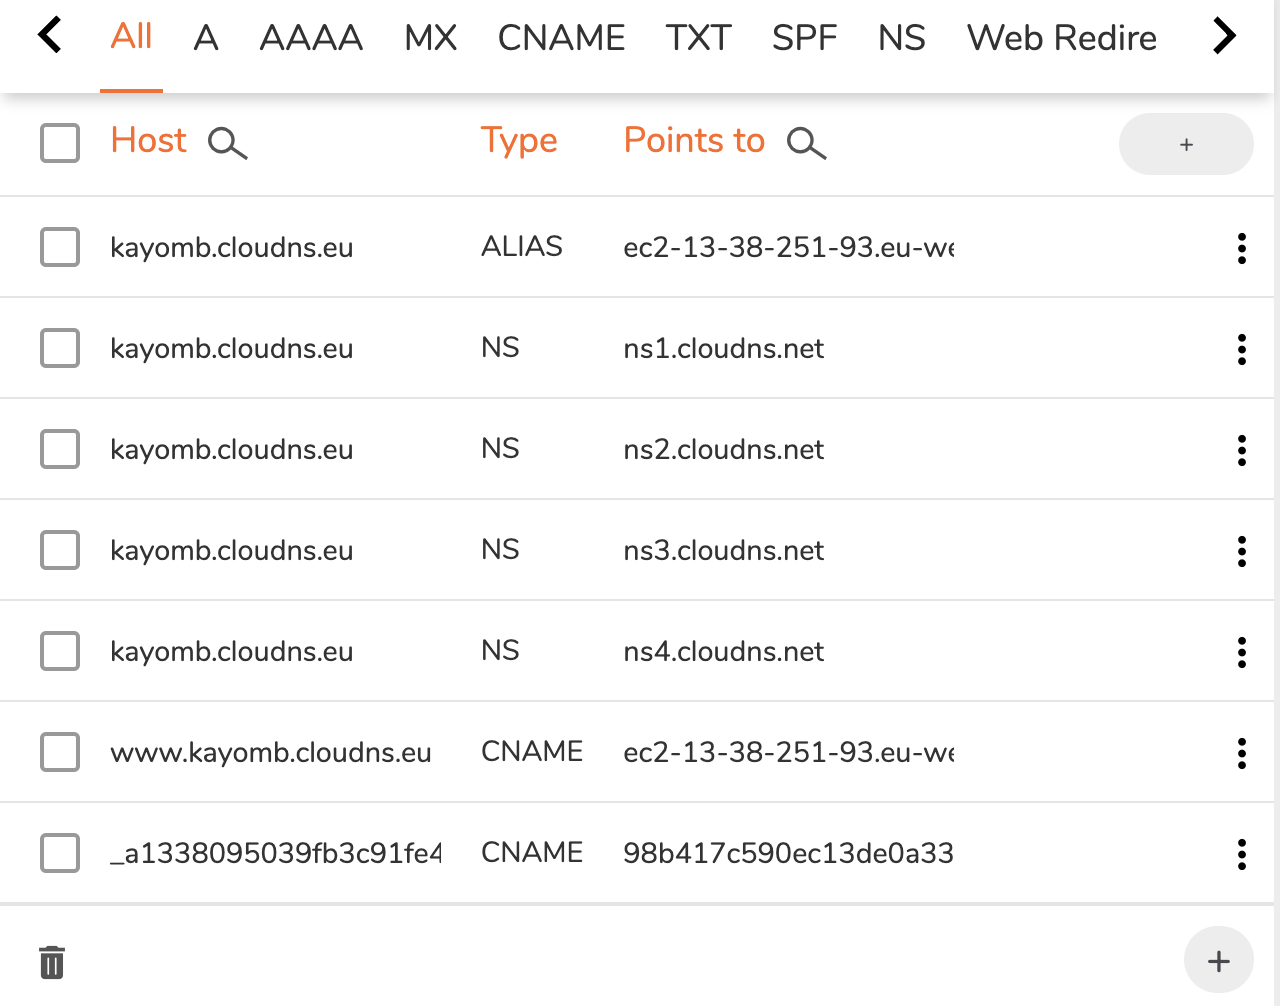 All A AAAA MX CNAME TXT SPF NS Web Redire
Host Type Points to +
kayomb.cloudns.eu ALIAS ec2-13-38-251-93.eu-we
kayomb.cloudns.eu NS ns1.cloudns.net
kayomb.cloudns.eu NS ns2.cloudns.net
kayomb.cloudns.eu NS ns3.cloudns.net
kayomb.cloudns.eu NS ns4.cloudns.net
www.kayomb.cloudns.eu CNAME ec2-13-38-251-93.eu-we
_a1338095039fb3c91fe4 CNAME 98b417c590ec13de0a33
+